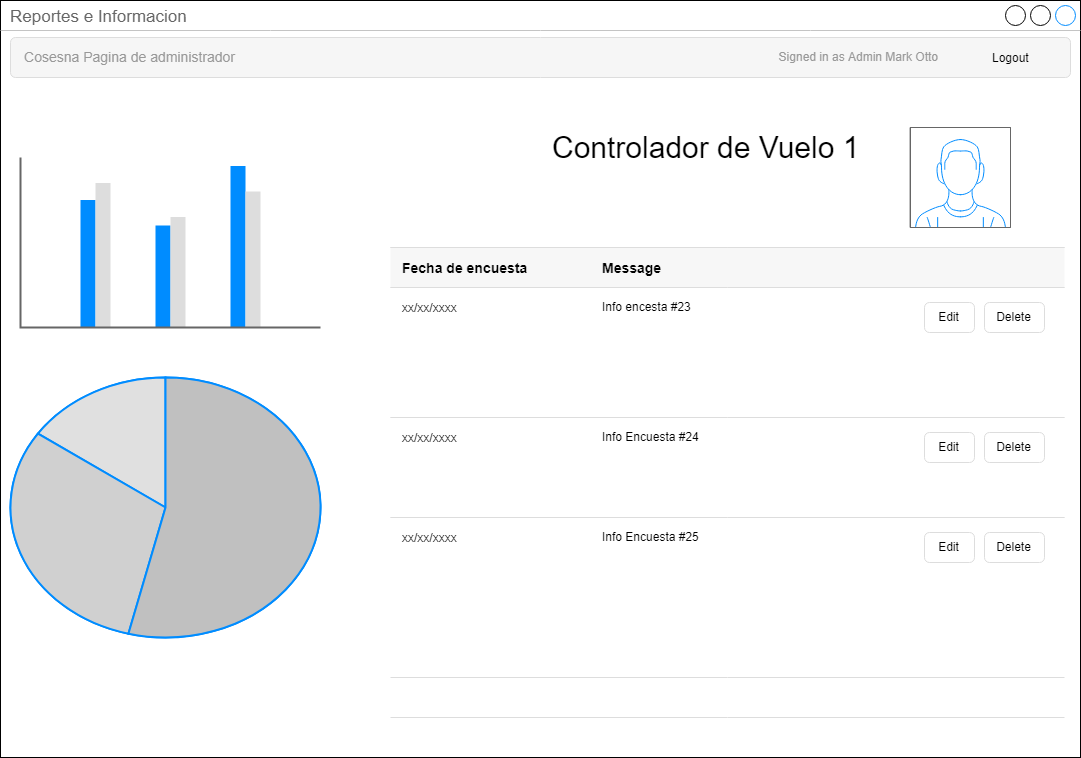 Reportes e Informacion
Cosesna Pagina de administrador
Signed in as Admin Mark Otto
Logout
Controlador de Vuelo 1
Fecha de encuesta
Message
xx/xx/xxxx
Info encesta #23
Edit
Delete
xx/xx/xxxx
Info Encuesta #24
Edit
Delete
xx/xx/xxxx
Info Encuesta #25
Edit
Delete